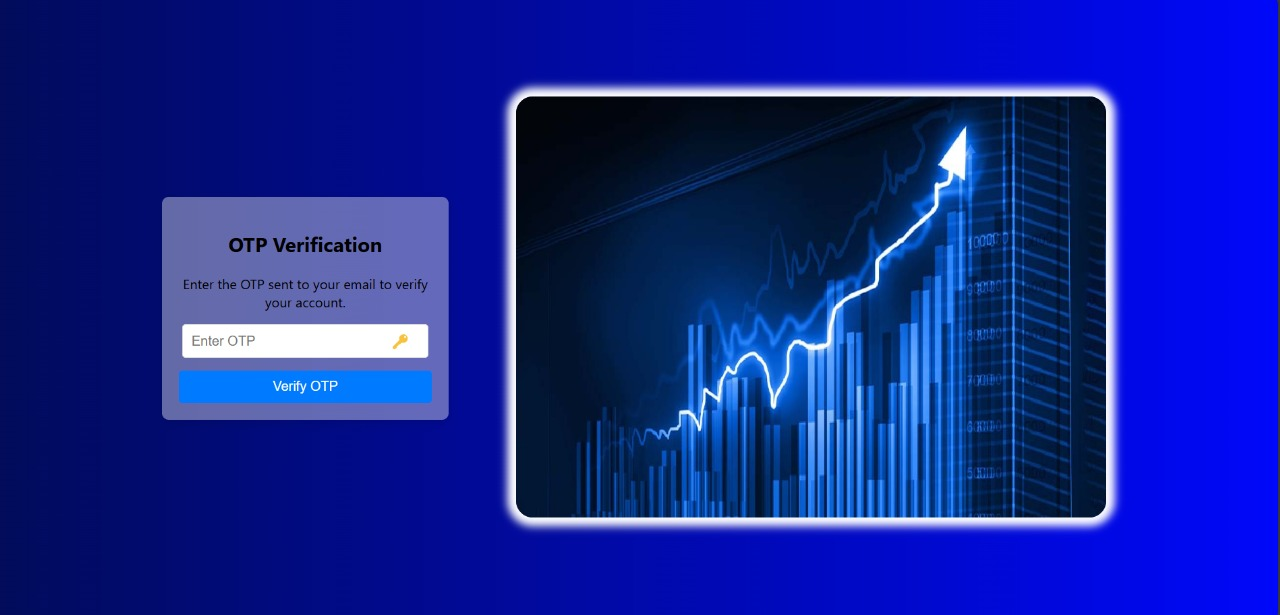 OTP Verification
Enter the OTP sent to your email to verify
your account.
Enter OTP
Verify OTP